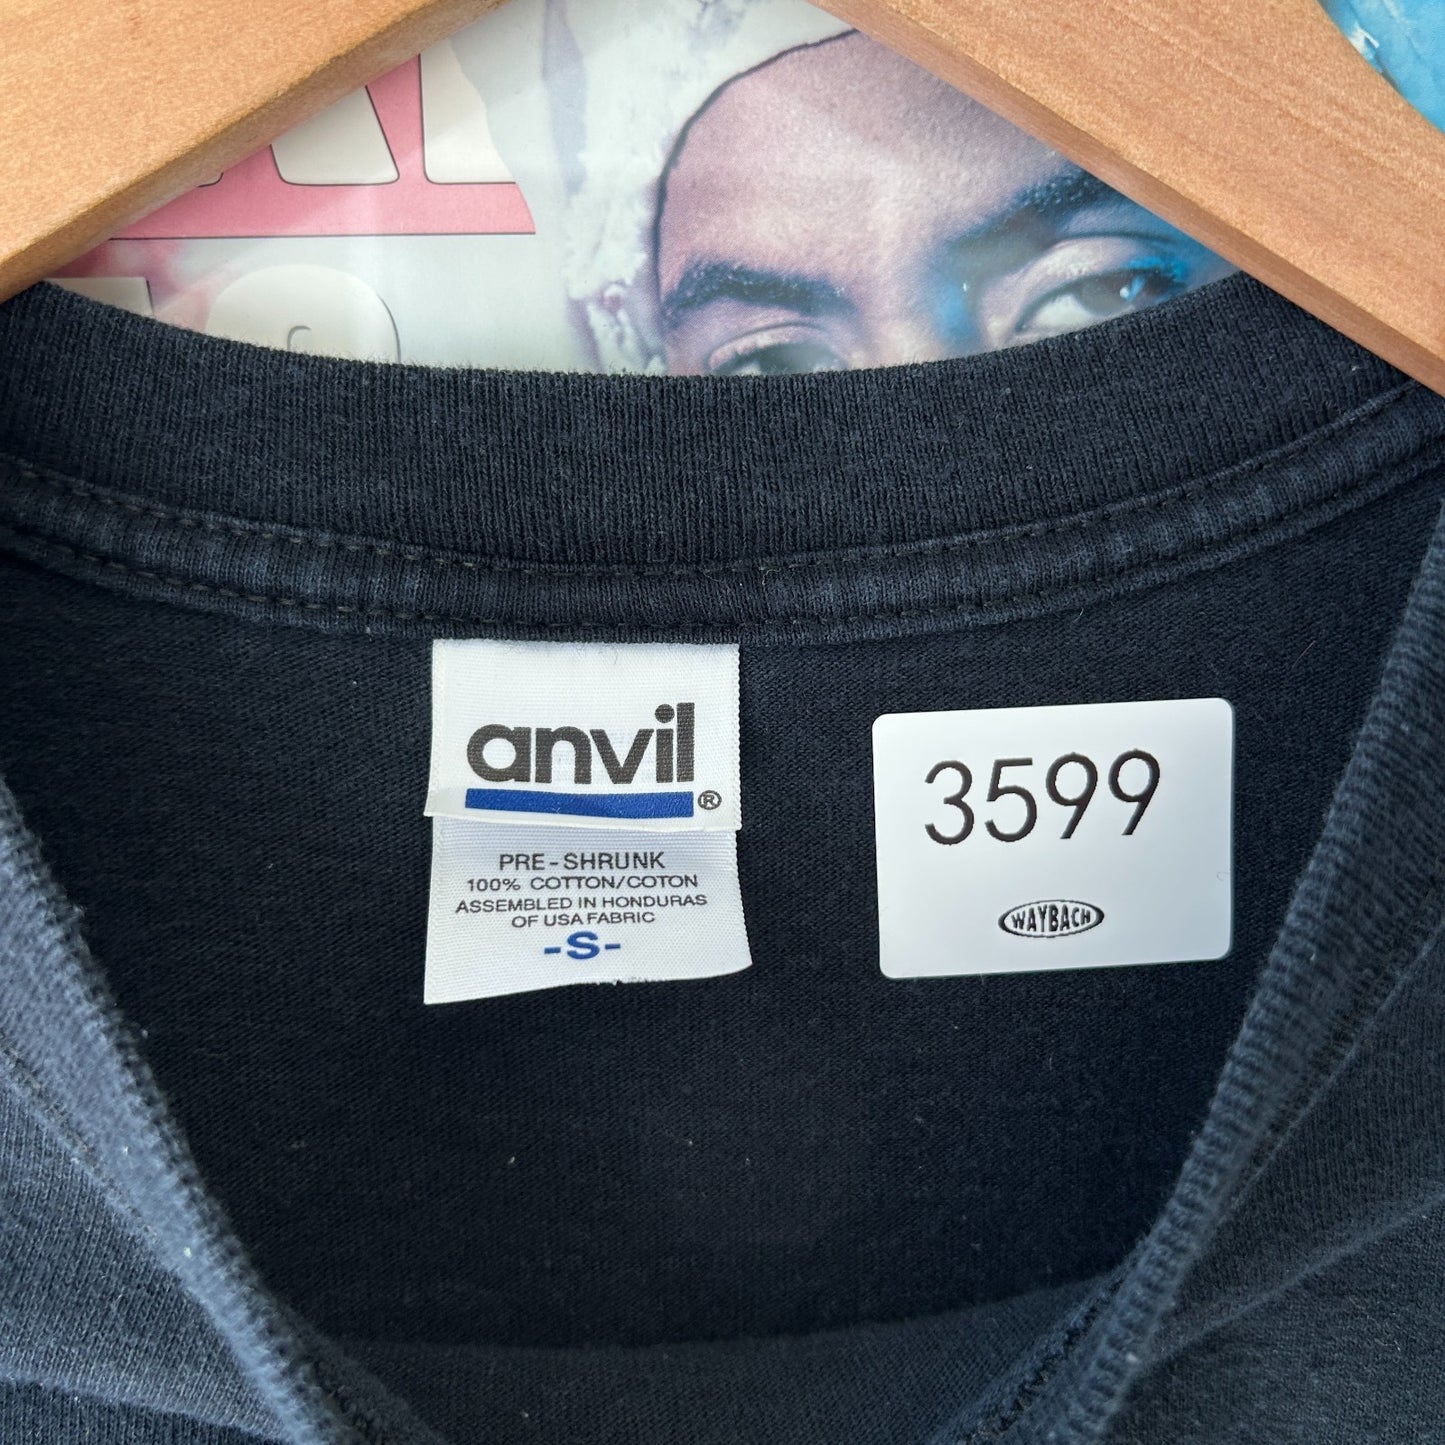 anvil
®
PRE-SHRUNK
100% COTTON/COTON
ASSEMBLED IN HONDURAS
OF USA FABRIC
-S-
3599
WAYBACH